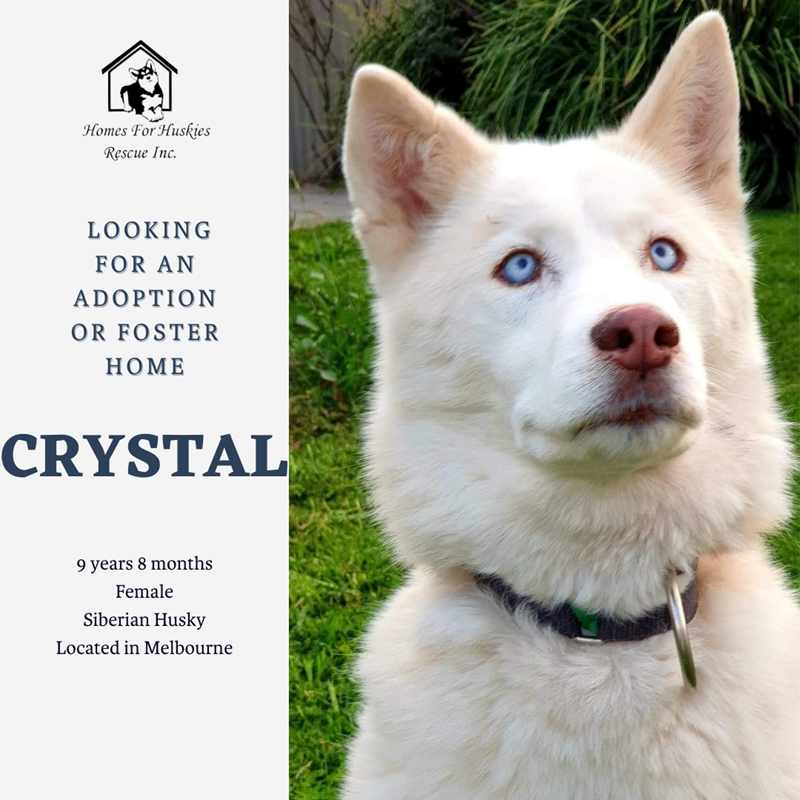 Homes For Huskies
Rescue Inc.
LOOKING
FOR AN
ADOPTION
OR FOSTER
HOME
CRYSTAL
9 years 8 months
Female
Siberian Husky
Located in Melbourne